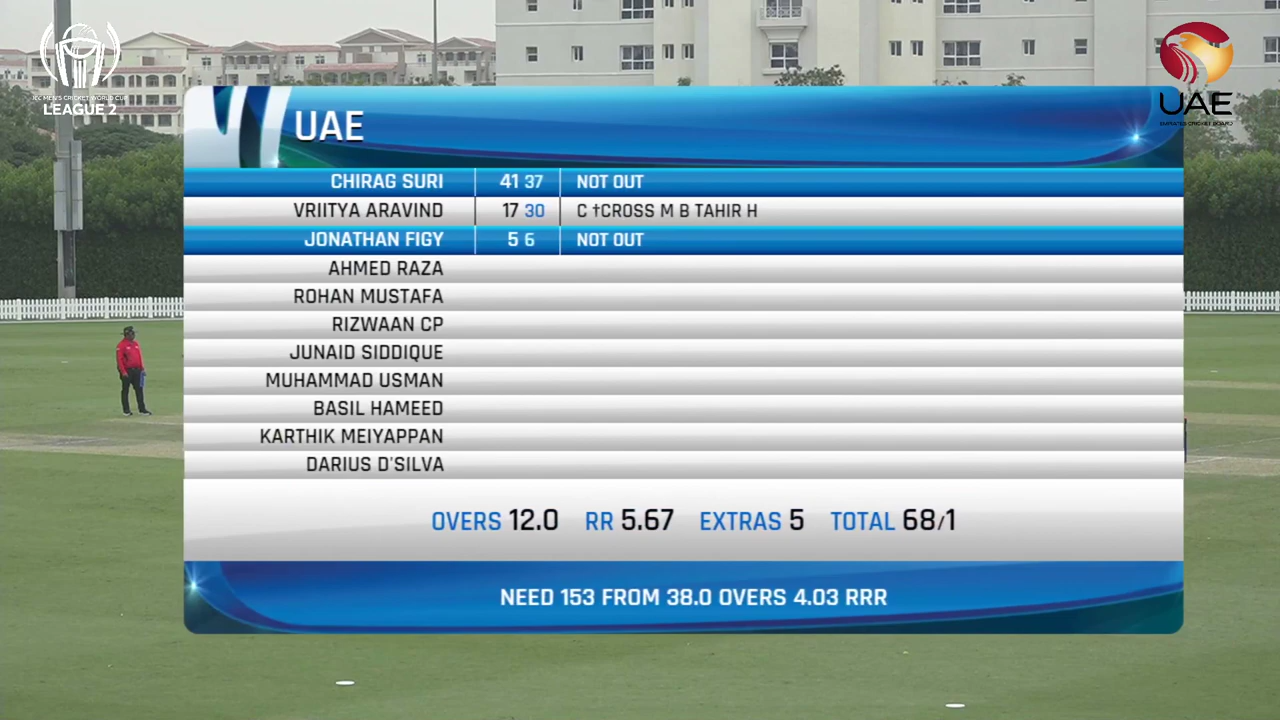 ICC MEN'S CRICKET WORLD CUP
LEAGUE 2
UAE
EMIRATES CRICKET BOARD
UAE
CHIRAG SURI 41 37 NOT OUT
VRIITYA ARAVIND 17 30 C †CROSS M B TAHIR H
JONATHAN FIGY 5 6 NOT OUT
AHMED RAZA
ROHAN MUSTAFA
RIZWAAN CP
JUNAID SIDDIQUE
MUHAMMAD USMAN
BASIL HAMEED
KARTHIK MEIYAPPAN
DARIUS D'SILVA
OVERS 12.0 RR 5.67 EXTRAS 5 TOTAL 68/1
NEED 153 FROM 38.0 OVERS 4.03 RRR